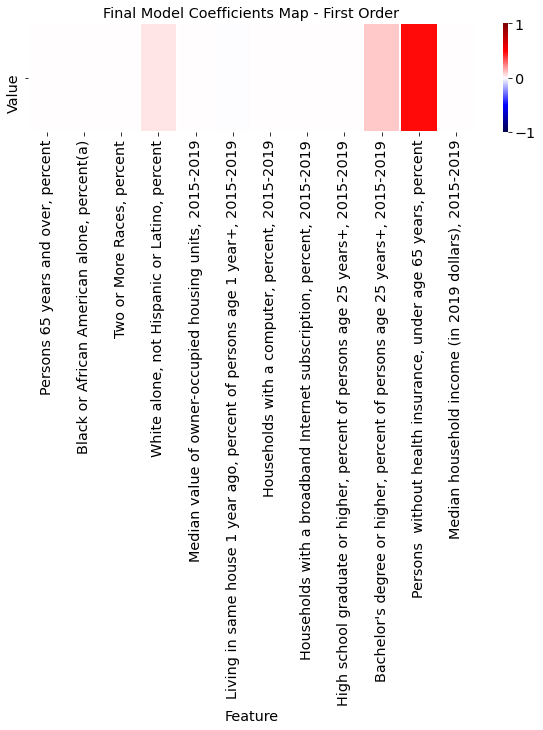 Final Model Coefficients Map - First Order
Value
1
0
−1
Persons 65 years and over, percent
Black or African American alone, percent(a)
Two or More Races, percent
White alone, not Hispanic or Latino, percent
Median value of owner-occupied housing units, 2015-2019
Living in same house 1 year ago, percent of persons age 1 year+, 2015-2019
Households with a computer, percent, 2015-2019
Households with a broadband Internet subscription, percent, 2015-2019
High school graduate or higher, percent of persons age 25 years+, 2015-2019
Bachelor's degree or higher, percent of persons age 25 years+, 2015-2019
Persons  without health insurance, under age 65 years, percent
Median household income (in 2019 dollars), 2015-2019
Feature